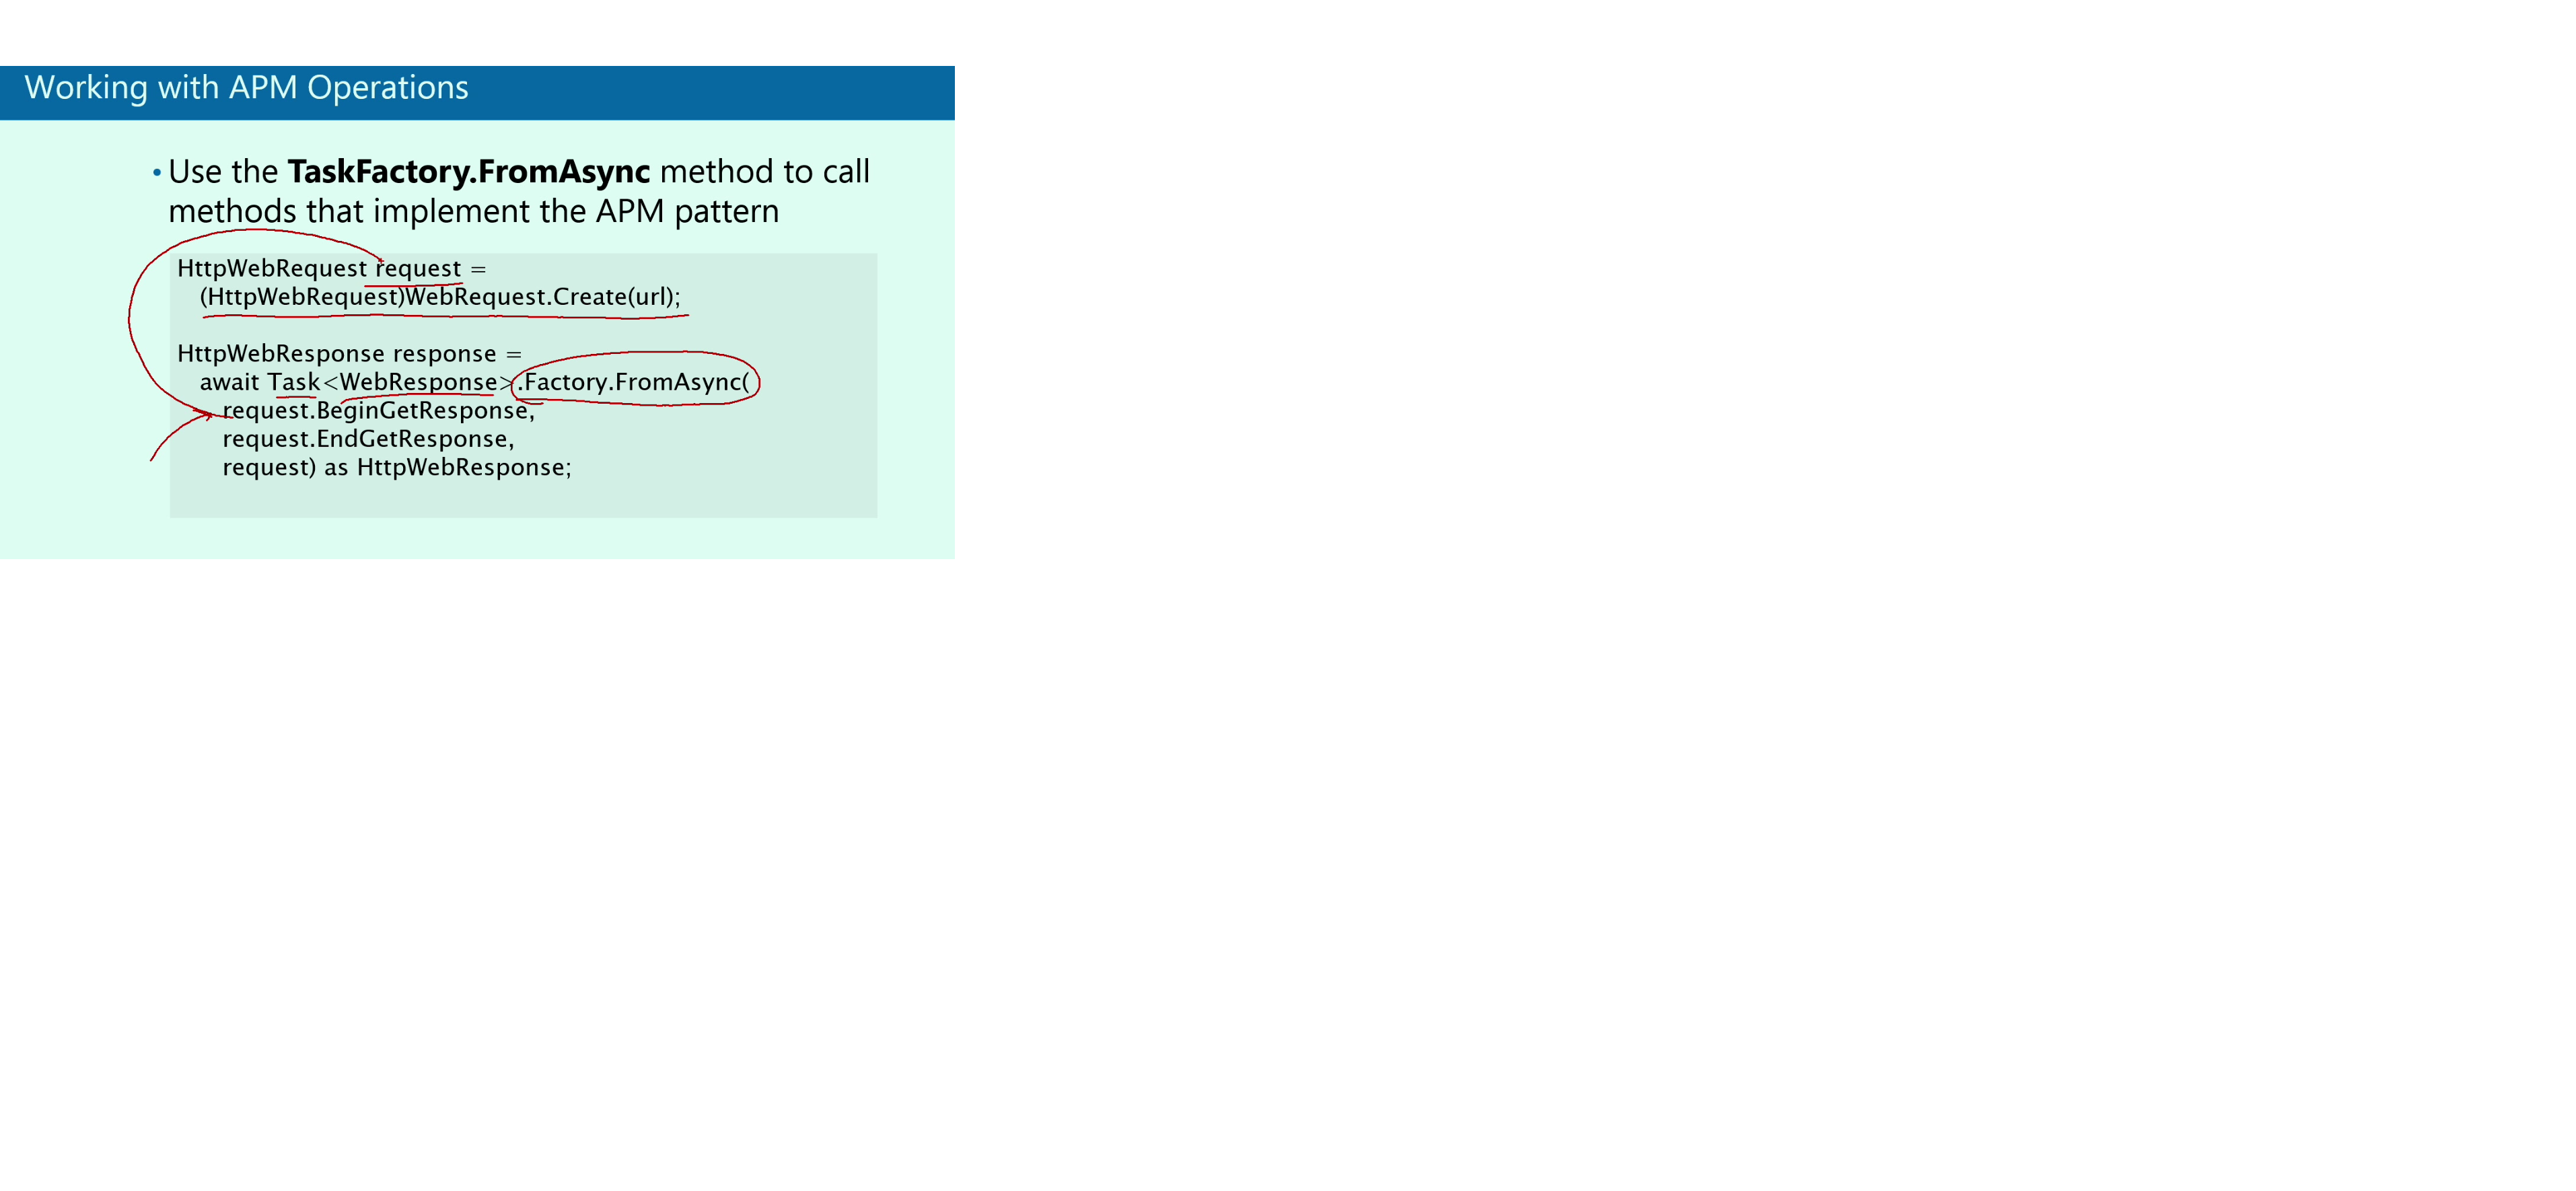 Working with APM Operations
• Use the TaskFactory.FromAsync method to call
methods that implement the APM pattern
HttpWebRequest request =
(HttpWebRequest)WebRequest.Create(url);
HttpWebResponse response =
await Task<WebResponse>.Factory.FromAsync(
request.BeginGetResponse,
request.EndGetResponse,
request) as HttpWebResponse;